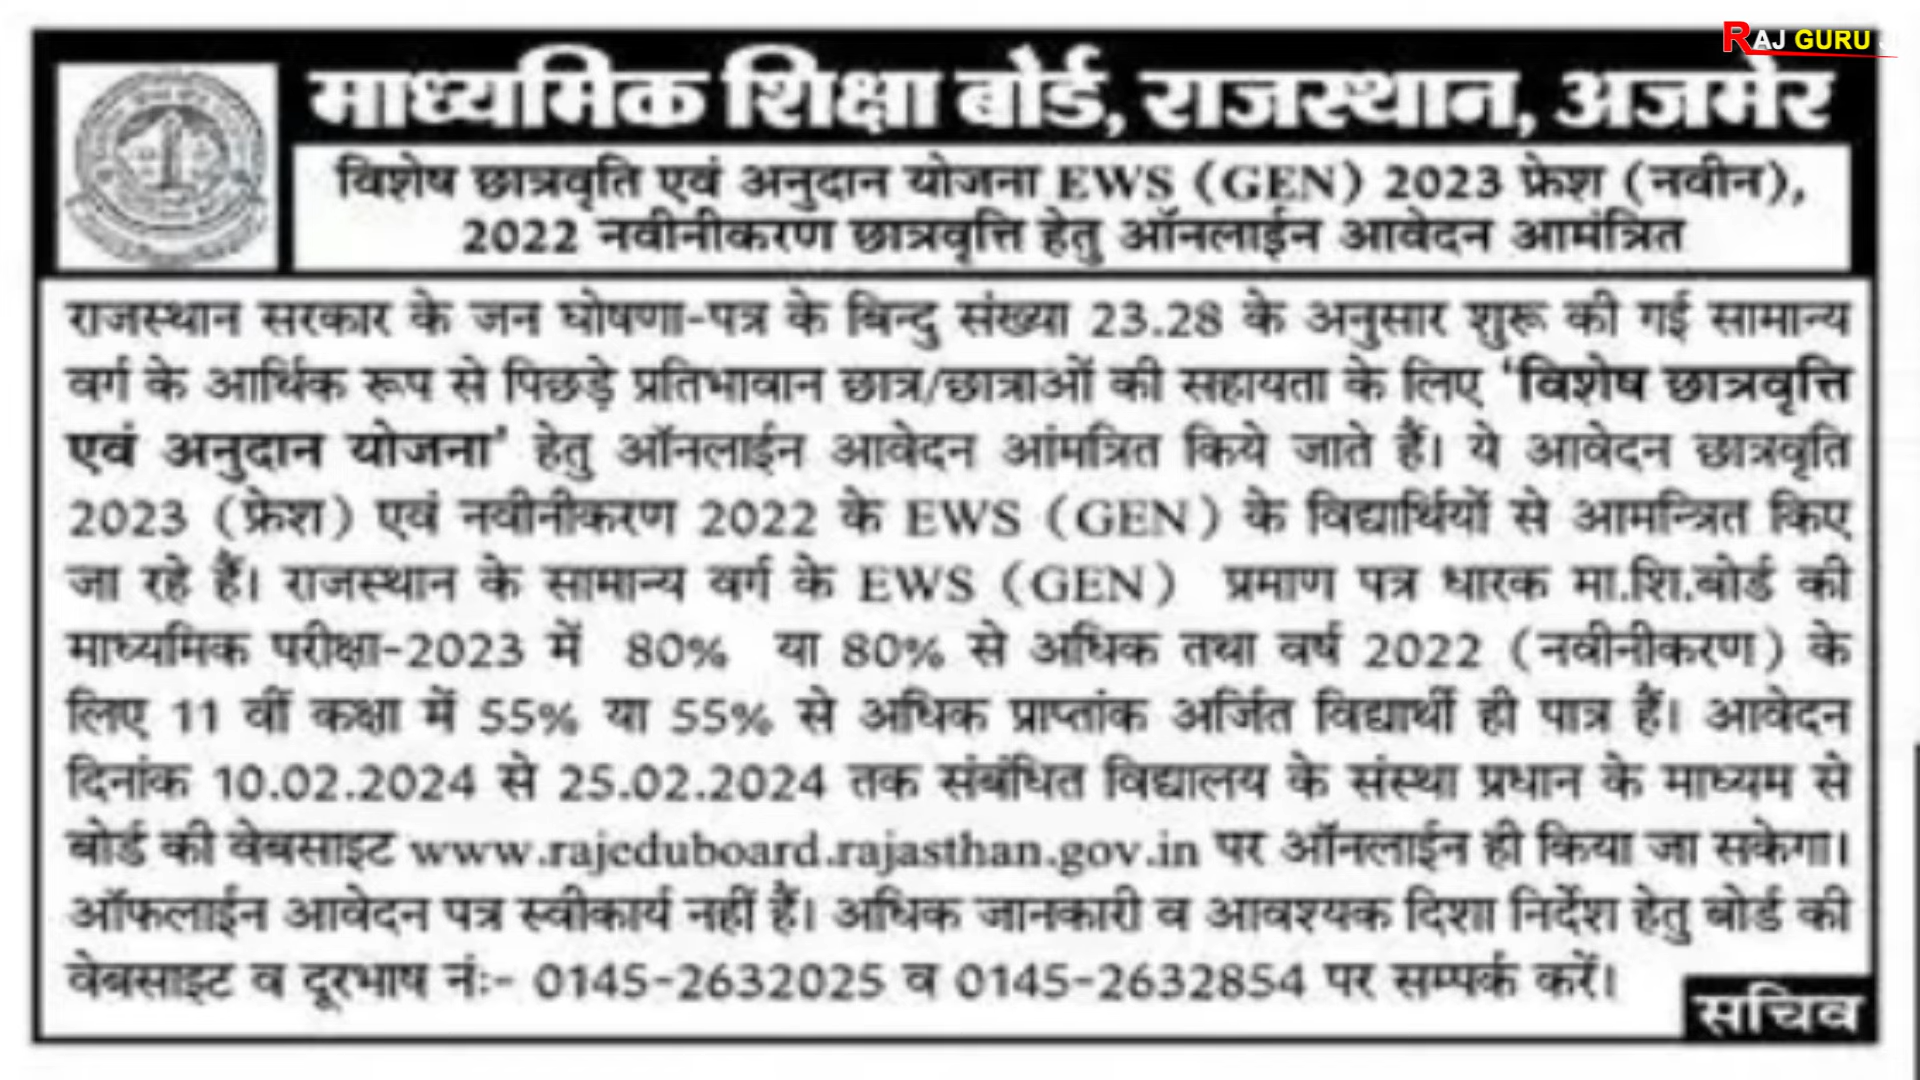 RAJ GURU
माध्यमिक शिक्षा बोर्ड, राजस्थान, अजमेर
विशेष छात्रवृति एवं अनुदान योजना EWS (GEN) 2023 फ्रेश (नवीन),
2022 नवीनीकरण छात्रवृत्ति हेतु ऑनलाईन आवेदन आमंत्रित
राजस्थान सरकार के जन घोषणा-पत्र के बिन्दु संख्या 23.28 के अनुसार शुरू की गई सामान्य
वर्ग के आर्थिक रूप से पिछड़े प्रतिभावान छात्र/छात्राओं की सहायता के लिए 'विशेष छात्रवृत्ति
एवं अनुदान योजना' हेतु ऑनलाईन आवेदन आंमत्रित किये जाते हैं। ये आवेदन छात्रवृति
2023 (फ्रेश) एवं नवीनीकरण 2022 के EWS (GEN) के विद्यार्थियों से आमन्त्रित किए
जा रहे हैं। राजस्थान के सामान्य वर्ग के EWS (GEN) प्रमाण पत्र धारक मा.शि.बोर्ड की
माध्यमिक परीक्षा-2023 में 80% या 80% से अधिक तथा वर्ष 2022 (नवीनीकरण) के
लिए 11 वीं कक्षा में 55% या 55% से अधिक प्राप्तांक अर्जित विद्यार्थी ही पात्र हैं। आवेदन
दिनांक 10.02.2024 से 25.02.2024 तक संबंधित विद्यालय के संस्था प्रधान के माध्यम से
बोर्ड की वेबसाइट www.rajeduboard.rajasthan.gov.in पर ऑनलाईन ही किया जा सकेगा।
ऑफलाईन आवेदन पत्र स्वीकार्य नहीं हैं। अधिक जानकारी व आवश्यक दिशा निर्देश हेतु बोर्ड की
वेबसाइट व दूरभाष नंः- 0145-2632025 व 0145-2632854 पर सम्पर्क करें।
सचिव